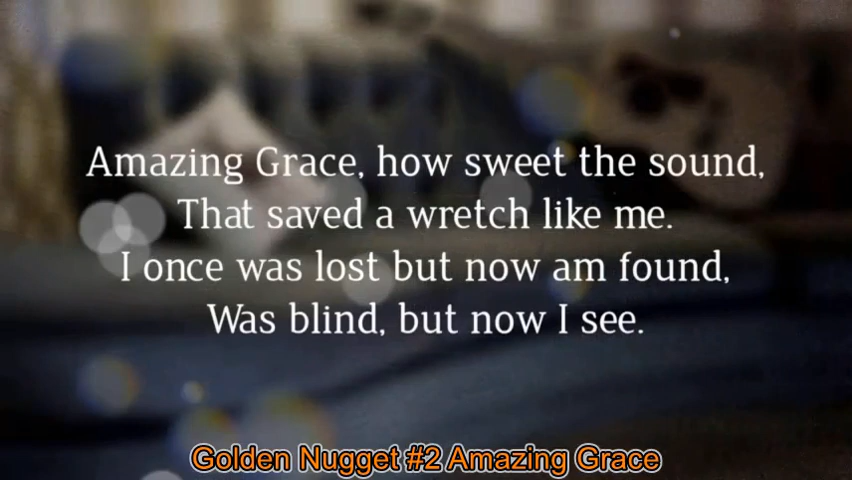 Amazing Grace, how sweet the sound,
That saved a wretch like me.
I once was lost but now am found,
Was blind, but now I see.
Golden Nugget #2 Amazing Grace